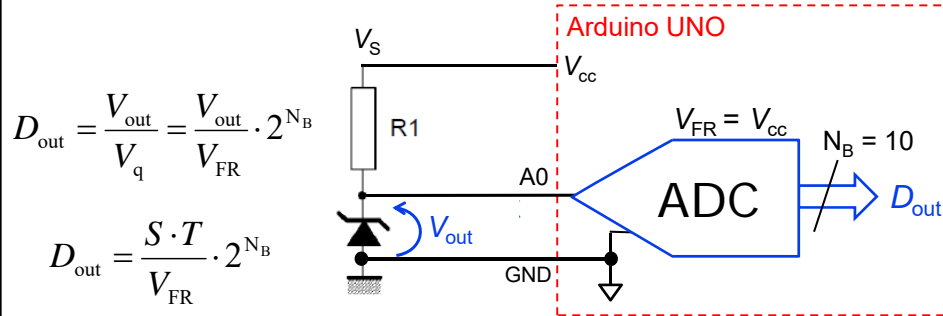 Arduino UNO
V_S
V_cc
D_out = V_out / V_q = V_out / V_FR · 2^N_B
R1
V_FR = V_cc
N_B = 10
A0
ADC
D_out
V_out
D_out = S·T / V_FR · 2^N_B
GND